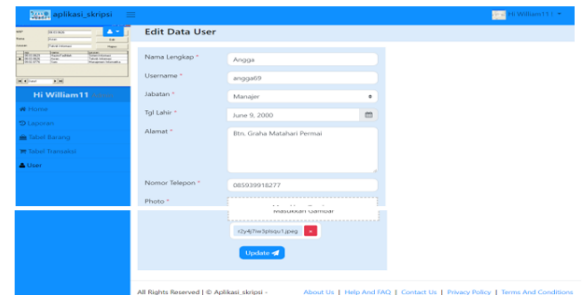 aplikasi_skripsi
Hi William11
Edit Data User
Nama Lengkap *
Angga
Username *
angga69
Jabatan *
Manajer
Tgl Lahir *
June 9, 2000
Alamat *
Btn. Graha Matahari Permai
Nomor Telepon *
085939918277
Photo *
Masukkan Gambar
Update
Hi William11
Home
Laporan
Tabel Barang
Tabel Transaksi
User
All Rights Reserved | © Aplikasi_skripsi -
About Us | Help And FAQ | Contact Us | Privacy Policy | Terms And Conditions